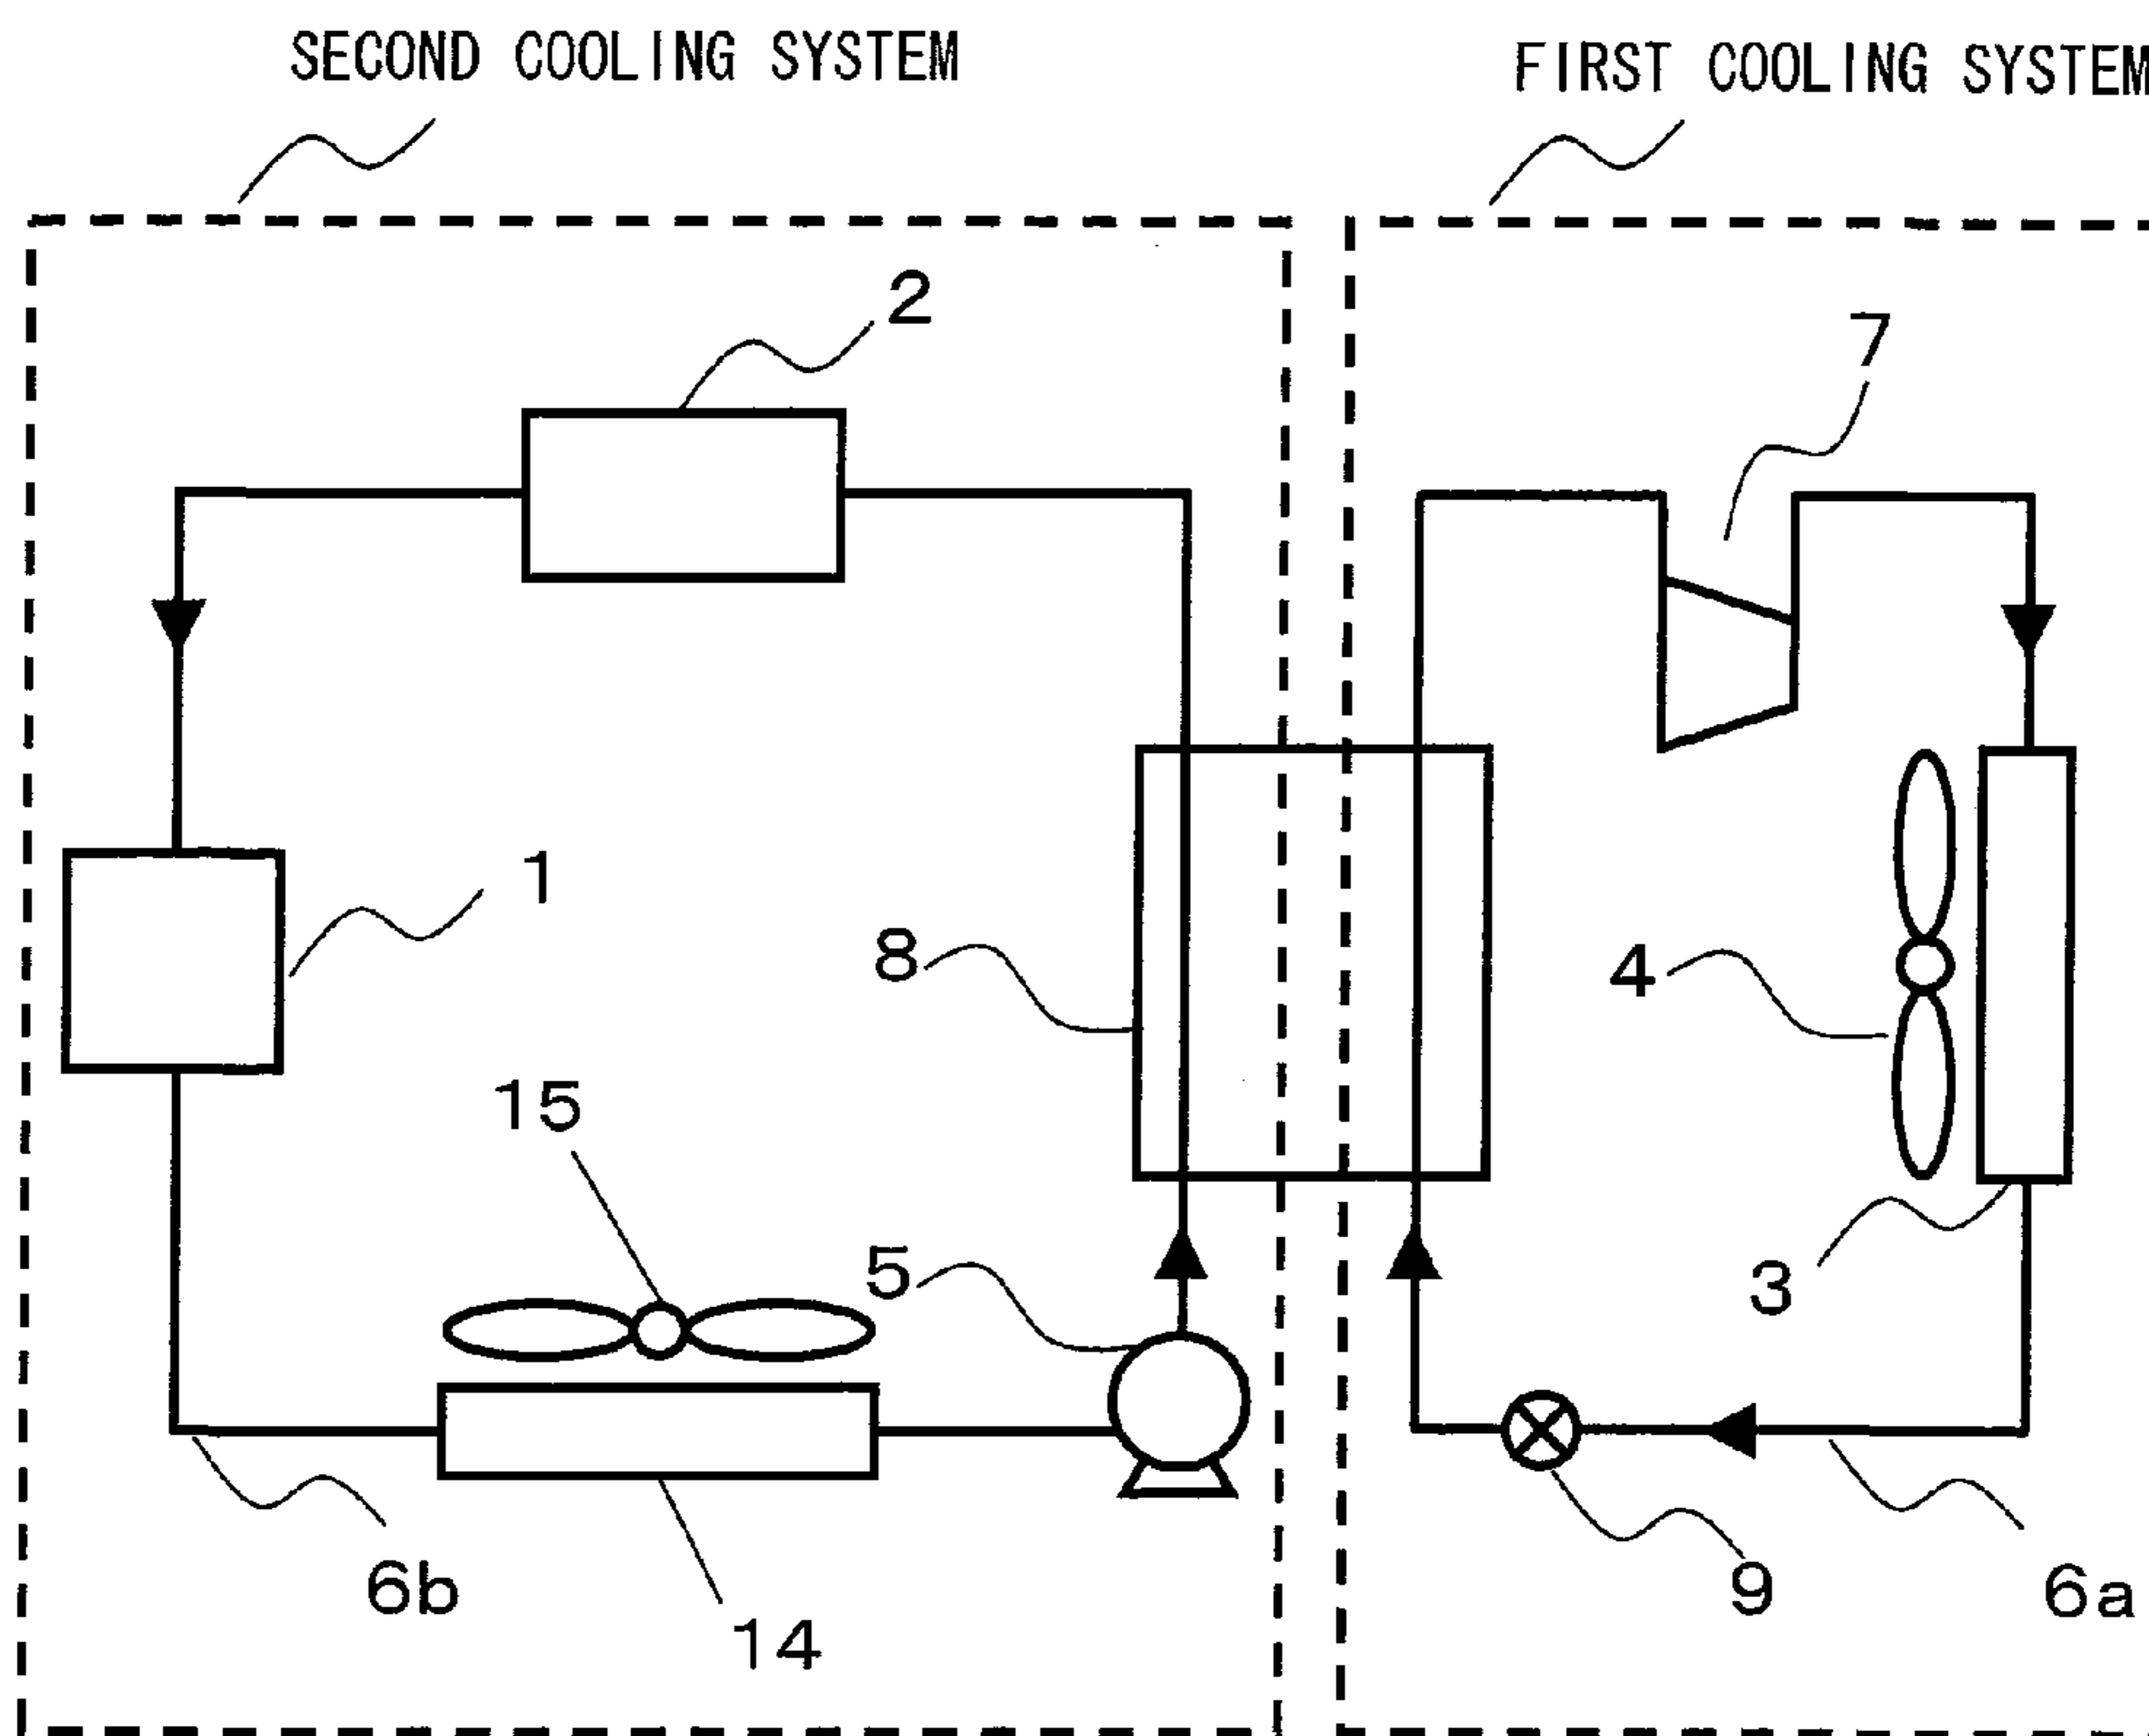 SECOND COOLING SYSTEM
FIRST COOLING SYSTEM
2
7
1
8
4
15
5
3
6b
9
6a
14